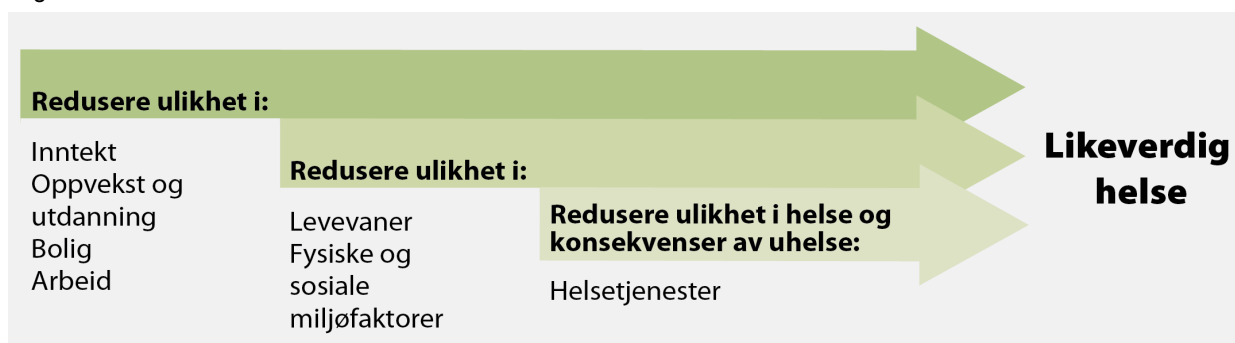 Redusere ulikhet i:
Inntekt
Oppvekst og
utdanning
Bolig
Arbeid
Redusere ulikhet i:
Levevaner
Fysiske og
sosiale
miljøfaktorer
Redusere ulikhet i helse og
konsekvenser av uhelse:
Helsetjenester
Likeverdig
helse